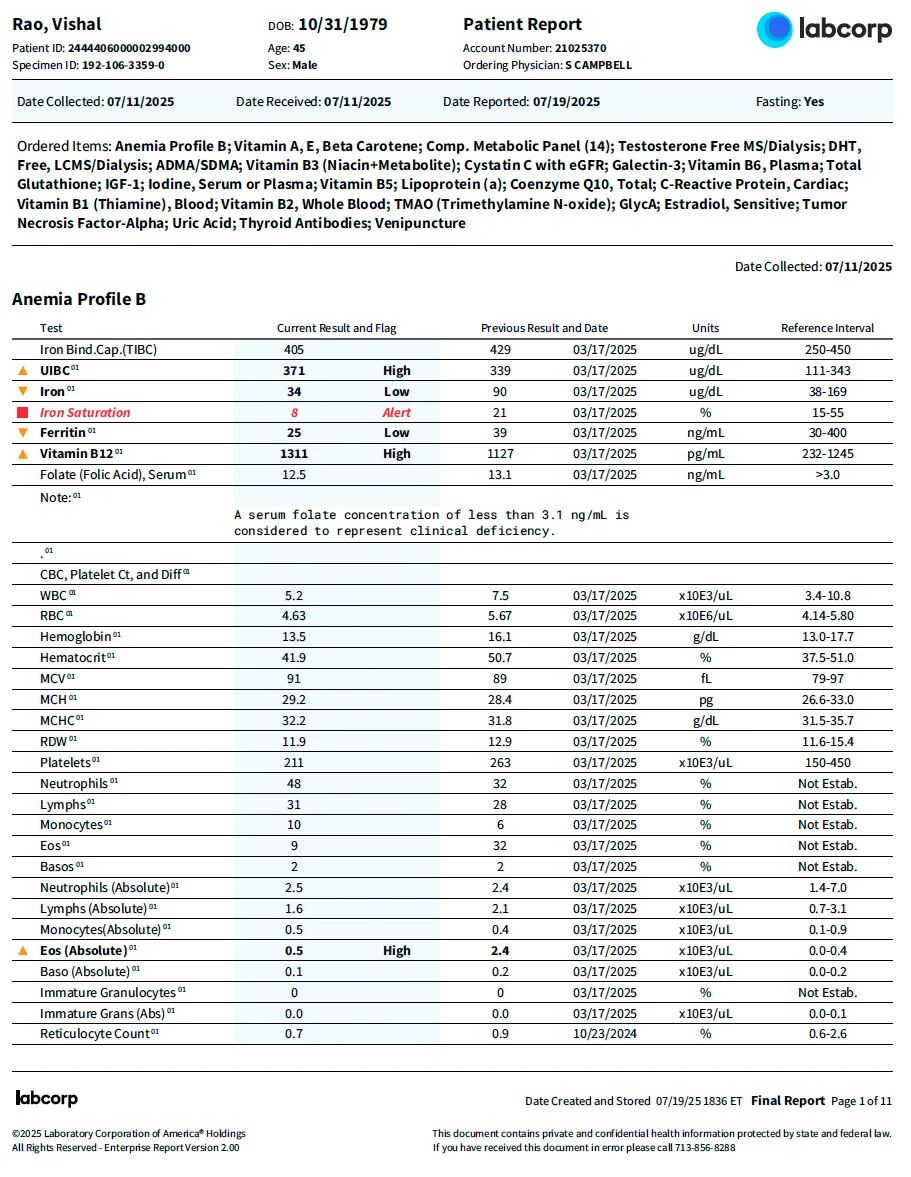 Rao, Vishal DOB: 10/31/1979 Patient Report labcorp
Patient ID: 2444406000002994000 Age: 45 Account Number: 21025370
Specimen ID: 192-106-3359-0 Sex: Male Ordering Physician: S CAMPBELL
Date Collected: 07/11/2025 Date Received: 07/11/2025 Date Reported: 07/19/2025 Fasting: Yes
Ordered Items: Anemia Profile B; Vitamin A, E, Beta Carotene; Comp. Metabolic Panel (14); Testosterone Free MS/Dialysis; DHT,
Free, LCMS/Dialysis; ADMA/SDMA; Vitamin B3 (Niacin+Metabolite); Cystatin C with eGFR; Galectin-3; Vitamin B6, Plasma; Total
Glutathione; IGF-1; Iodine, Serum or Plasma; Vitamin B5; Lipoprotein (a); Coenzyme Q10, Total; C-Reactive Protein, Cardiac;
Vitamin B1 (Thiamine), Blood; Vitamin B2, Whole Blood; TMAO (Trimethylamine N-oxide); GlycA; Estradiol, Sensitive; Tumor
Necrosis Factor-Alpha; Uric Acid; Thyroid Antibodies; Venipuncture
Date Collected: 07/11/2025
Anemia Profile B
Test Current Result and Flag Previous Result and Date Units Reference Interval
Iron Bind.Cap.(TIBC) 405 429 03/17/2025 ug/dL 250-450
UIBC 01 371 High 339 03/17/2025 ug/dL 111-343
Iron 01 34 Low 90 03/17/2025 ug/dL 38-169
Iron Saturation 8 Alert 21 03/17/2025 % 15-55
Ferritin 01 25 Low 39 03/17/2025 ng/mL 30-400
Vitamin B12 01 1311 High 1127 03/17/2025 pg/mL 232-1245
Folate (Folic Acid), Serum 01 12.5 13.1 03/17/2025 ng/mL >3.0
Note: 01
A serum folate concentration of less than 3.1 ng/mL is
considered to represent clinical deficiency.
. 01
CBC, Platelet Ct, and Diff 01
WBC 01 5.2 7.5 03/17/2025 x10E3/uL 3.4-10.8
RBC 01 4.63 5.67 03/17/2025 x10E6/uL 4.14-5.80
Hemoglobin 01 13.5 16.1 03/17/2025 g/dL 13.0-17.7
Hematocrit 01 41.9 50.7 03/17/2025 % 37.5-51.0
MCV 01 91 89 03/17/2025 fL 79-97
MCH 01 29.2 28.4 03/17/2025 pg 26.6-33.0
MCHC 01 32.2 31.8 03/17/2025 g/dL 31.5-35.7
RDW 01 11.9 12.9 03/17/2025 % 11.6-15.4
Platelets 01 211 263 03/17/2025 x10E3/uL 150-450
Neutrophils 01 48 32 03/17/2025 % Not Estab.
Lymphs 01 31 28 03/17/2025 % Not Estab.
Monocytes 01 10 6 03/17/2025 % Not Estab.
Eos 01 9 32 03/17/2025 % Not Estab.
Basos 01 2 2 03/17/2025 % Not Estab.
Neutrophils (Absolute) 01 2.5 2.4 03/17/2025 x10E3/uL 1.4-7.0
Lymphs (Absolute) 01 1.6 2.1 03/17/2025 x10E3/uL 0.7-3.1
Monocytes(Absolute) 01 0.5 0.4 03/17/2025 x10E3/uL 0.1-0.9
Eos (Absolute) 01 0.5 High 2.4 03/17/2025 x10E3/uL 0.0-0.4
Baso (Absolute) 01 0.1 0.2 03/17/2025 x10E3/uL 0.0-0.2
Immature Granulocytes 01 0 0 03/17/2025 % Not Estab.
Immature Grans (Abs) 01 0.0 0.0 03/17/2025 x10E3/uL 0.0-0.1
Reticulocyte Count 01 0.7 0.9 10/23/2024 % 0.6-2.6
labcorp Date Created and Stored 07/19/25 1836 ET Final Report Page 1 of 11
©2025 Laboratory Corporation of America® Holdings This document contains private and confidential health information protected by state and federal law.
All Rights Reserved - Enterprise Report Version 2.00 If you have received this document in error please call 713-856-8288